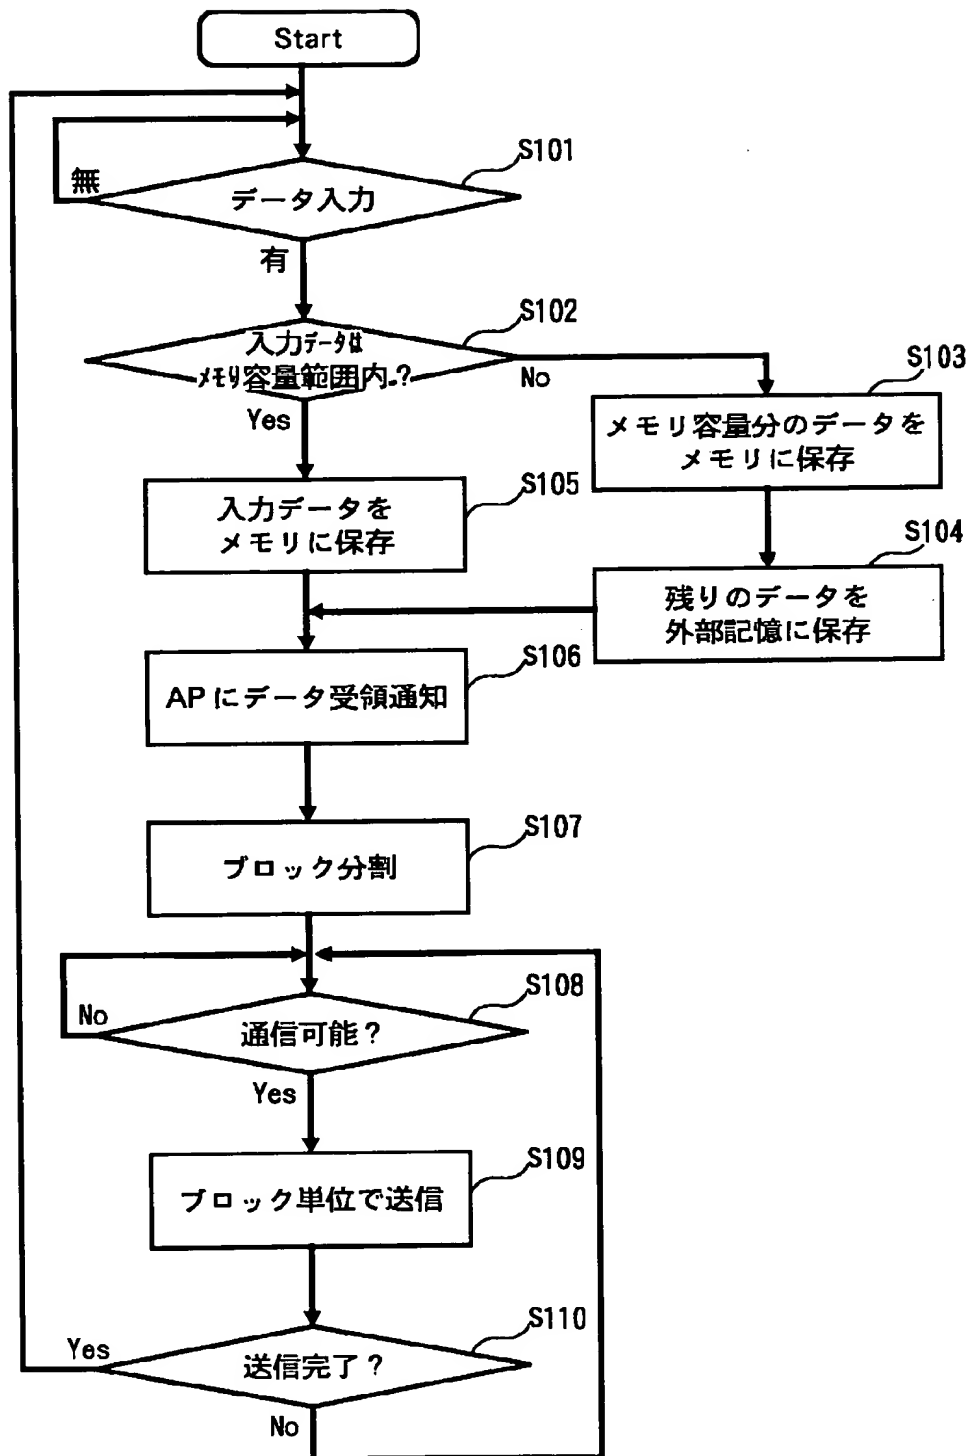 Start
S101
無
データ入力
有
S102
入力データは
メモリ容量範囲内?
No
Yes
S103
メモリ容量分のデータを
メモリに保存
S105
入力データを
メモリに保存
S104
残りのデータを
外部記憶に保存
S106
APにデータ受領通知
S107
ブロック分割
S108
No
通信可能?
Yes
S109
ブロック単位で送信
S110
Yes
送信完了?
No